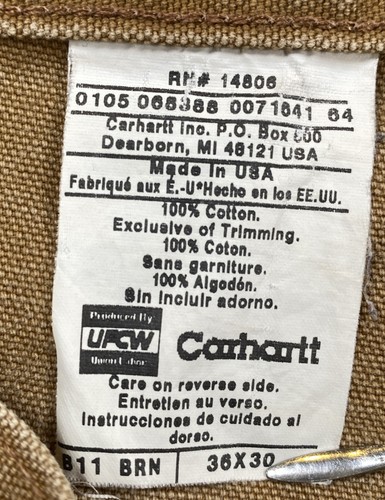 RN# 14806
0105 065388 0071641 64
Carhartt Inc. P.O. Box 600
Dearborn, MI 48121 USA
Made in USA
Fabriqué aux É.-U*Hecho en los EE.UU.
100% Cotton.
Exclusive of Trimming.
100% Coton.
Sans garniture.
100% Algodón.
Sin incluir adorno.
Produced By
UFCW
Union Labor
Carhartt
Care on reverse side.
Entretien au verso.
Instrucciones de cuidado al
dorso.
B11 BRN 36X30